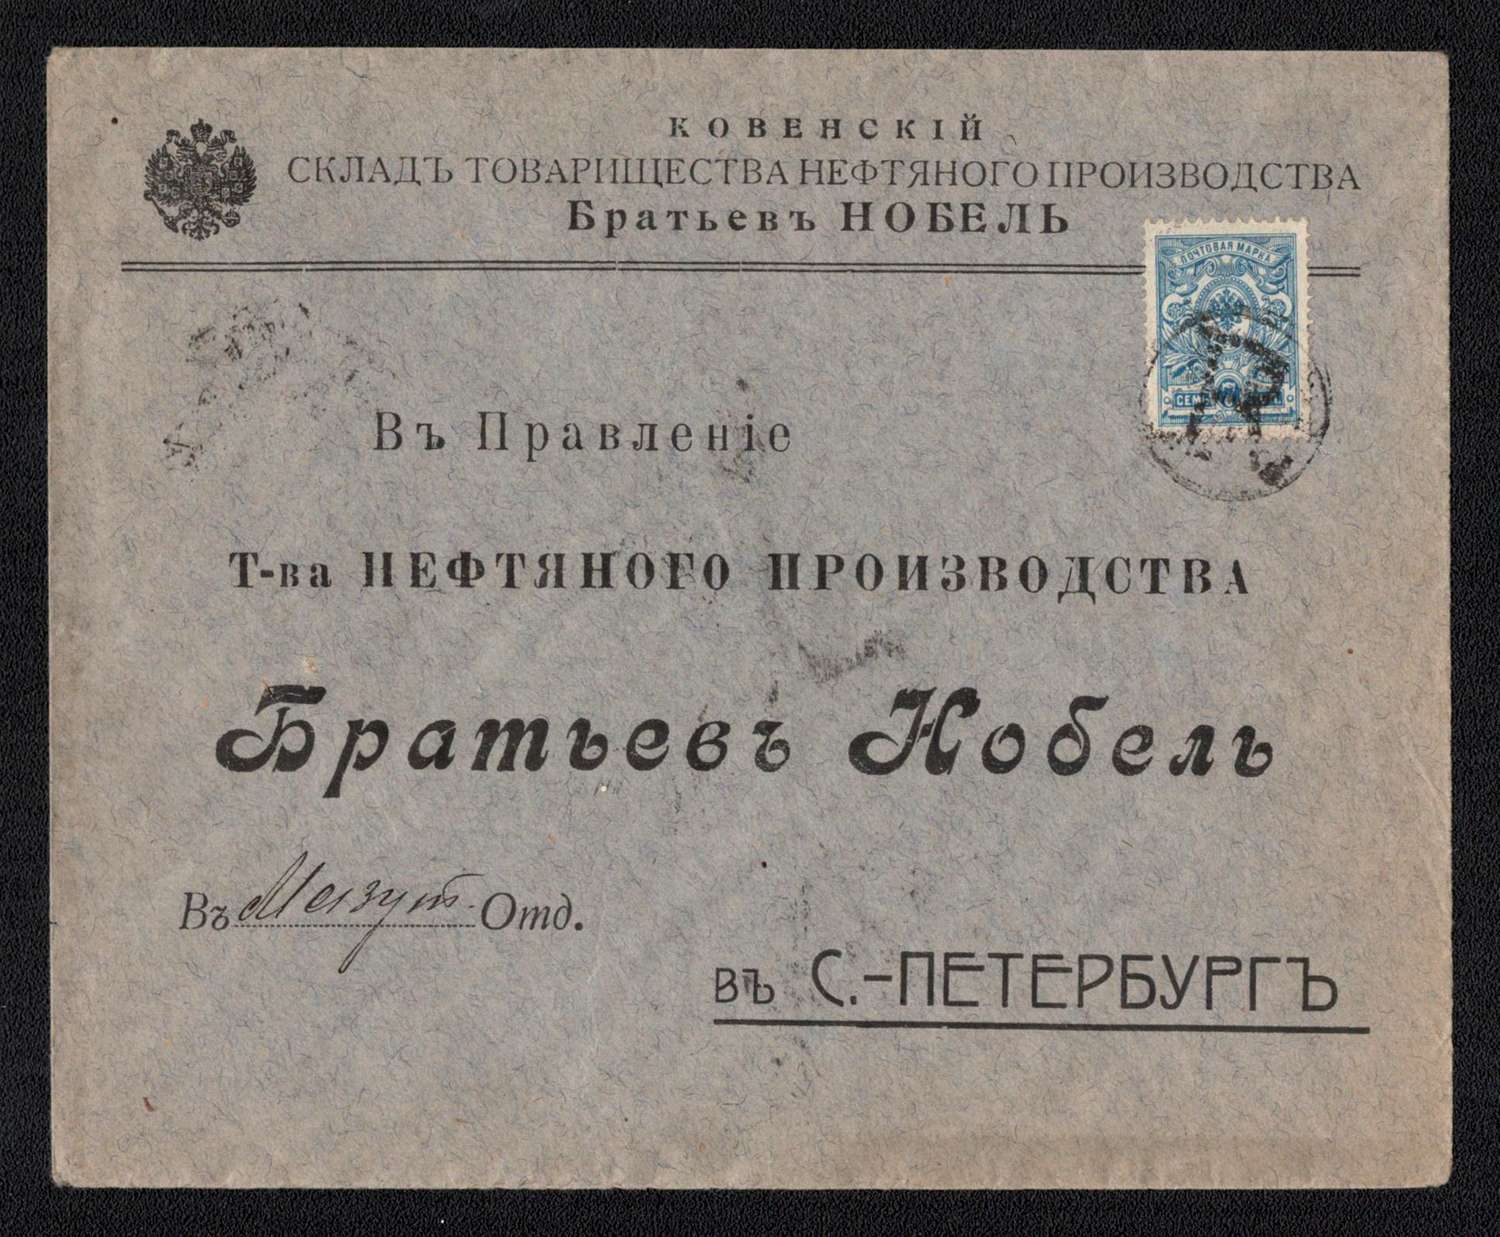 КОВЕНСКІЙ
СКЛАДЪ ТОВАРИЩЕСТВА НЕФТЯНОГО ПРОИЗВОДСТВА
Братьевъ НОБЕЛЬ
ПОЧТОВАЯ МАРКА
Въ Правленіе
Т-ва НЕФТЯНОГО ПРОИЗВОДСТВА
Братьевъ Нобель
Въ Мазут. Отд.
въ С.-ПЕТЕРБУРГЪ